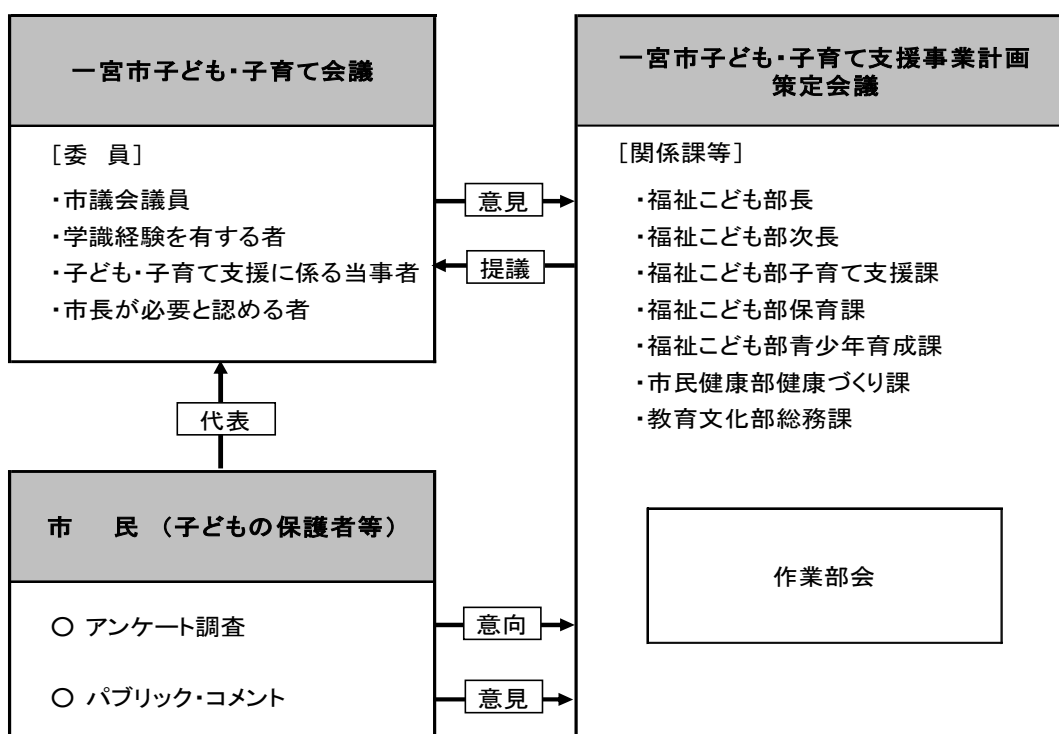 一宮市子ども・子育て会議
[委 員]
・市議会議員
・学識経験を有する者
・子ども・子育て支援に係る当事者
・市長が必要と認める者
意見
提議
代表
市 民 （子どもの保護者等）
○ アンケート調査
○ パブリック・コメント
意向
意見
一宮市子ども・子育て支援事業計画
策定会議
[関係課等]
・福祉こども部長
・福祉こども部次長
・福祉こども部子育て支援課
・福祉こども部保育課
・福祉こども部青少年育成課
・市民健康部健康づくり課
・教育文化部総務課
作業部会